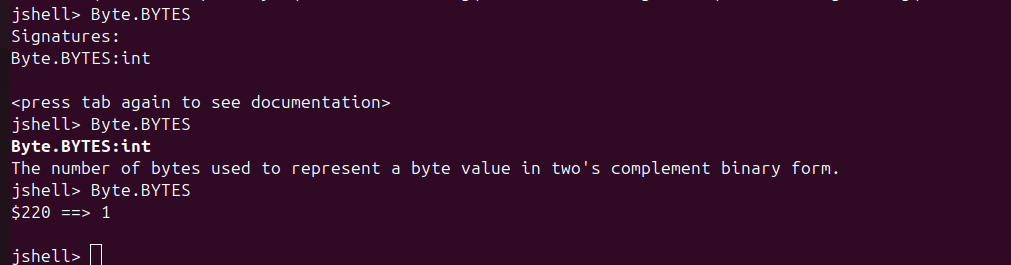 jshell> Byte.BYTES
Signatures:
Byte.BYTES:int
<press tab again to see documentation>
jshell> Byte.BYTES
Byte.BYTES:int
The number of bytes used to represent a byte value in two's complement binary form.
jshell> Byte.BYTES
$220 ==> 1
jshell>